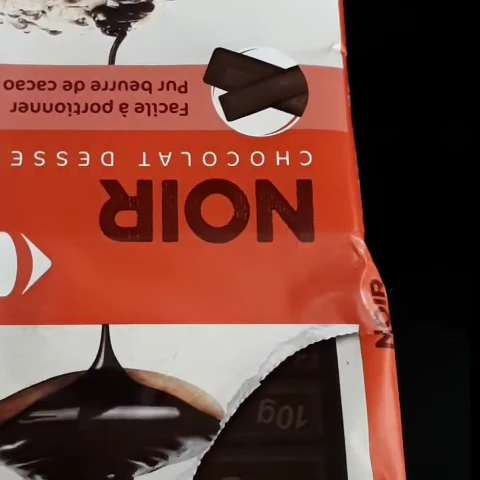 10g
NOIR
NOIR
CHOCOLAT DESSE
Facile à portionner
Pur beurre de cacao